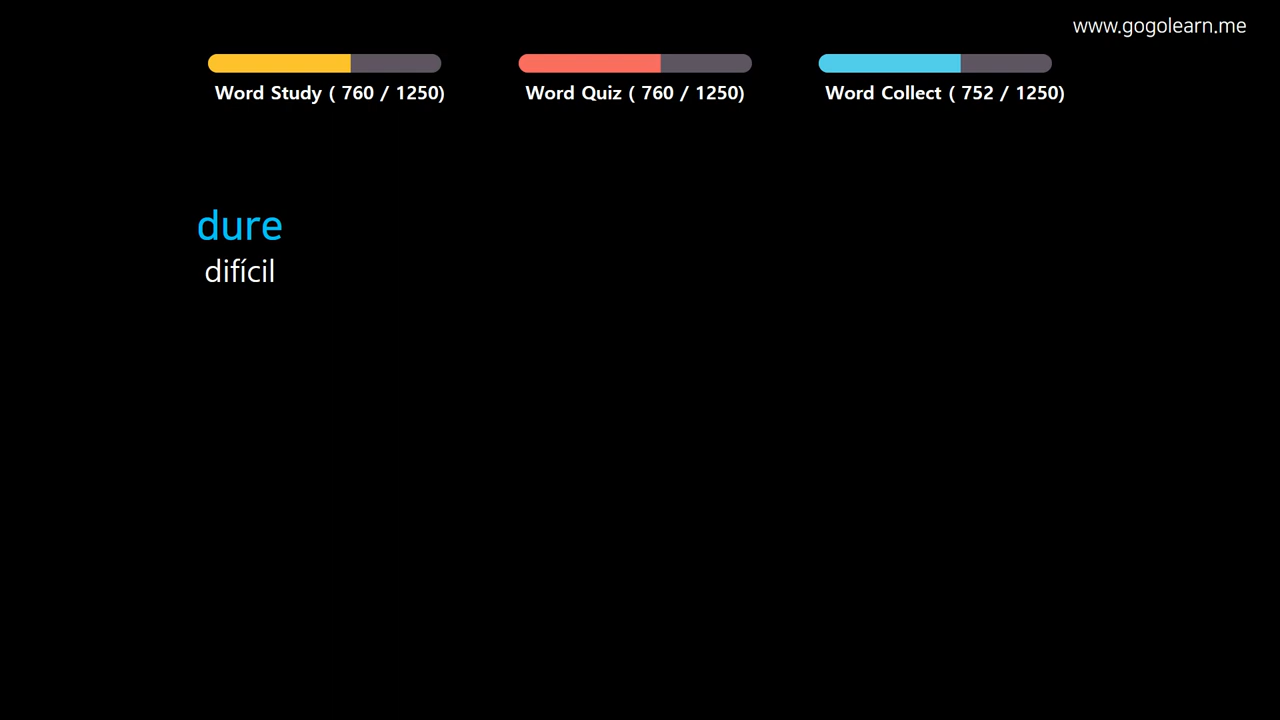 www.gogolearn.me
Word Study ( 760 / 1250)
Word Quiz ( 760 / 1250)
Word Collect ( 752 / 1250)
dure
difícil